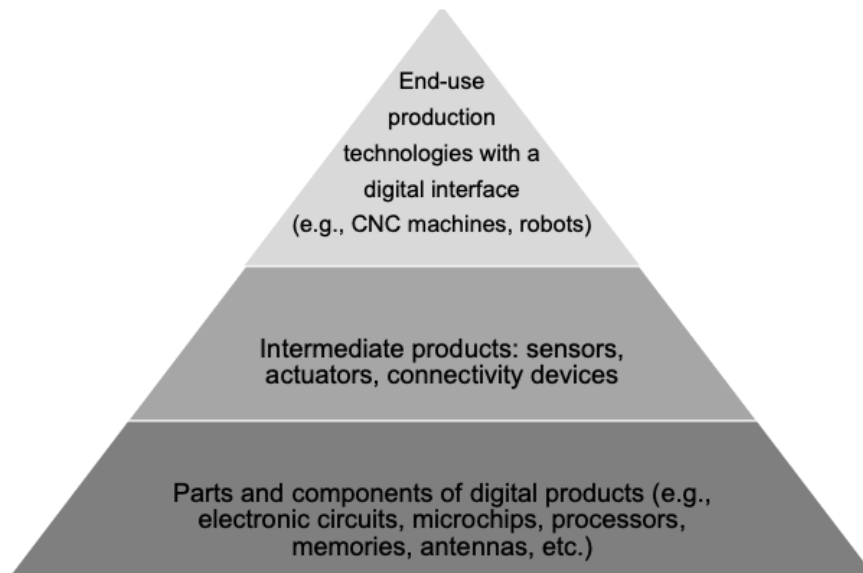 End-use
production
technologies with a
digital interface
(e.g., CNC machines, robots)
Intermediate products: sensors,
actuators, connectivity devices
Parts and components of digital products (e.g.,
electronic circuits, microchips, processors,
memories, antennas, etc.)